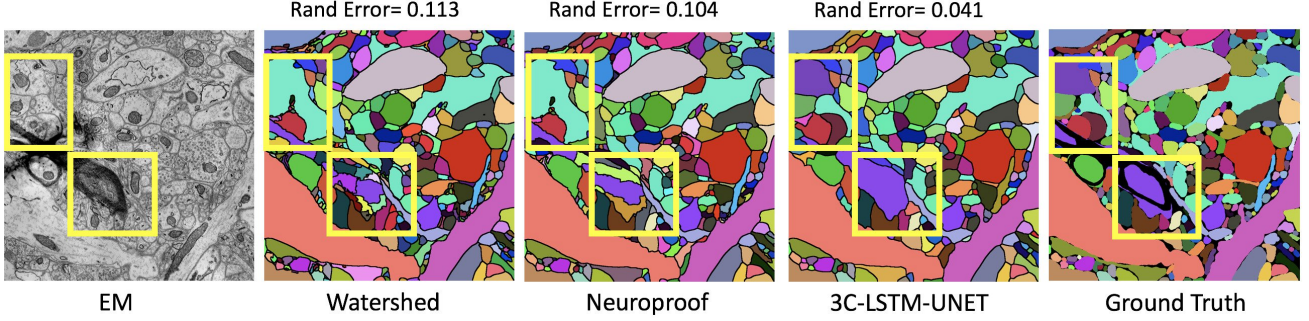 Rand Error= 0.113
Rand Error= 0.104
Rand Error= 0.041
EM
Watershed
Neuroproof
3C-LSTM-UNET
Ground Truth